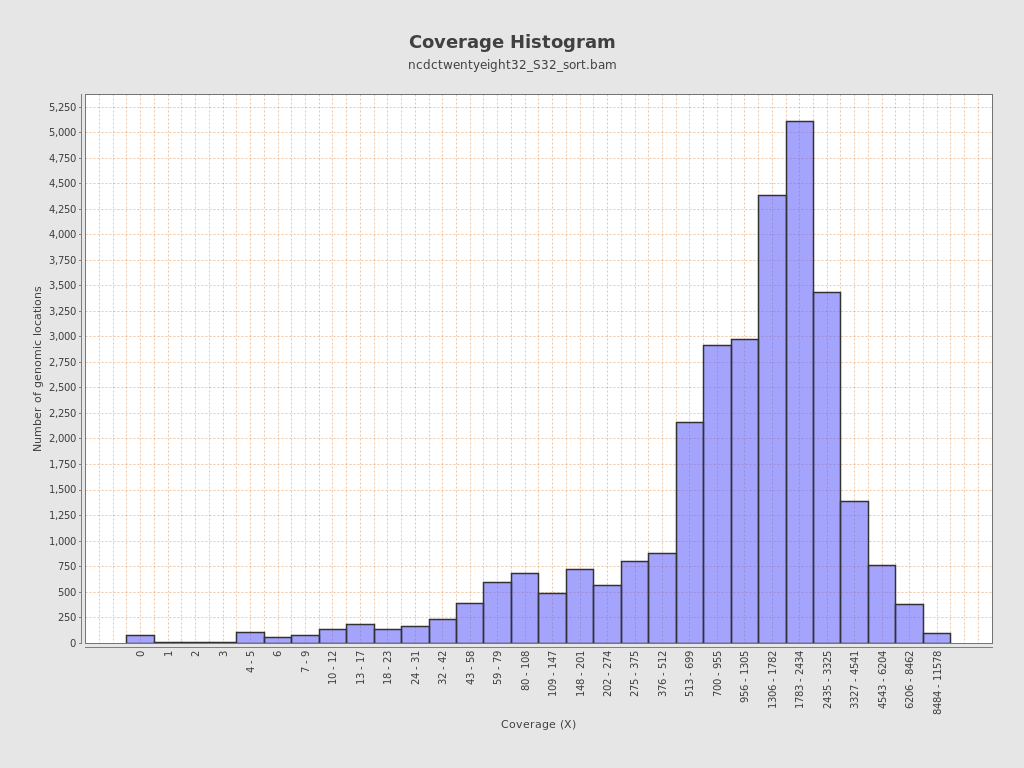 Coverage Histogram
ncdctwentyeight32_S32_sort.bam
Number of genomic locations
5,250
5,000
4,750
4,500
4,250
4,000
3,750
3,500
3,250
3,000
2,750
2,500
2,250
2,000
1,750
1,500
1,250
1,000
750
500
250
0
0
1
2
3
4 - 5
6
7 - 9
10 - 12
13 - 17
18 - 23
24 - 31
32 - 42
43 - 58
59 - 79
80 - 108
109 - 147
148 - 201
202 - 274
275 - 375
376 - 512
513 - 699
700 - 955
956 - 1305
1306 - 1782
1783 - 2434
2435 - 3325
3327 - 4541
4543 - 6204
6206 - 8462
8484 - 11578
Coverage (X)